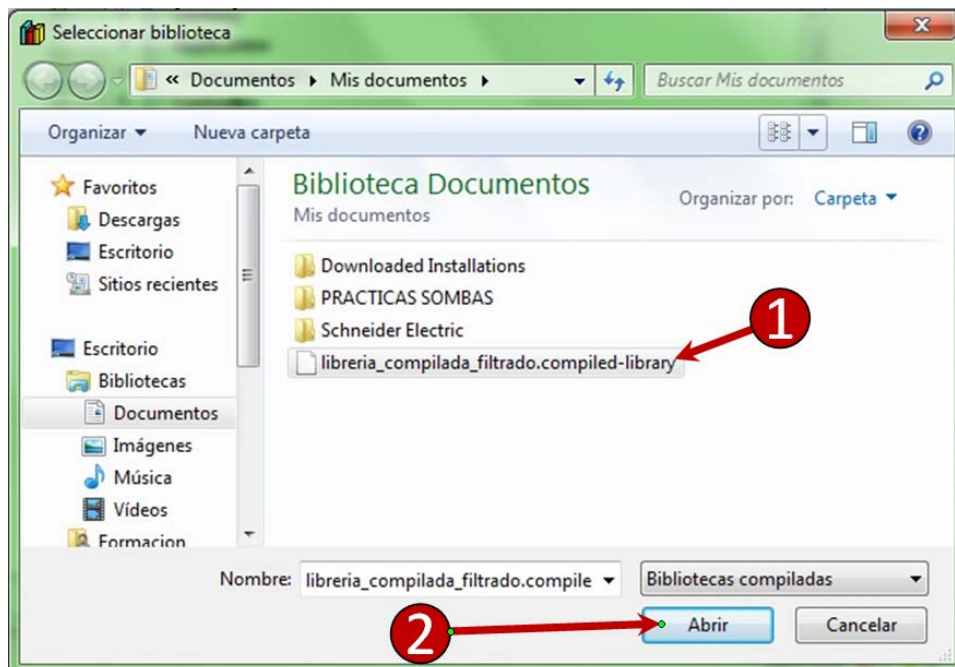 Seleccionar biblioteca
« Documentos ▸ Mis documentos ▸
Buscar Mis documentos
Organizar
Nueva carpeta
Favoritos
Descargas
Escritorio
Sitios recientes
Escritorio
Bibliotecas
Documentos
Imágenes
Música
Vídeos
Formacion
Biblioteca Documentos
Mis documentos
Organizar por: Carpeta
Downloaded Installations
PRACTICAS SOMBAS
Schneider Electric
libreria_compilada_filtrado.compiled-library
1
Nombre: libreria_compilada_filtrado.compile
Bibliotecas compiladas
2
Abrir
Cancelar